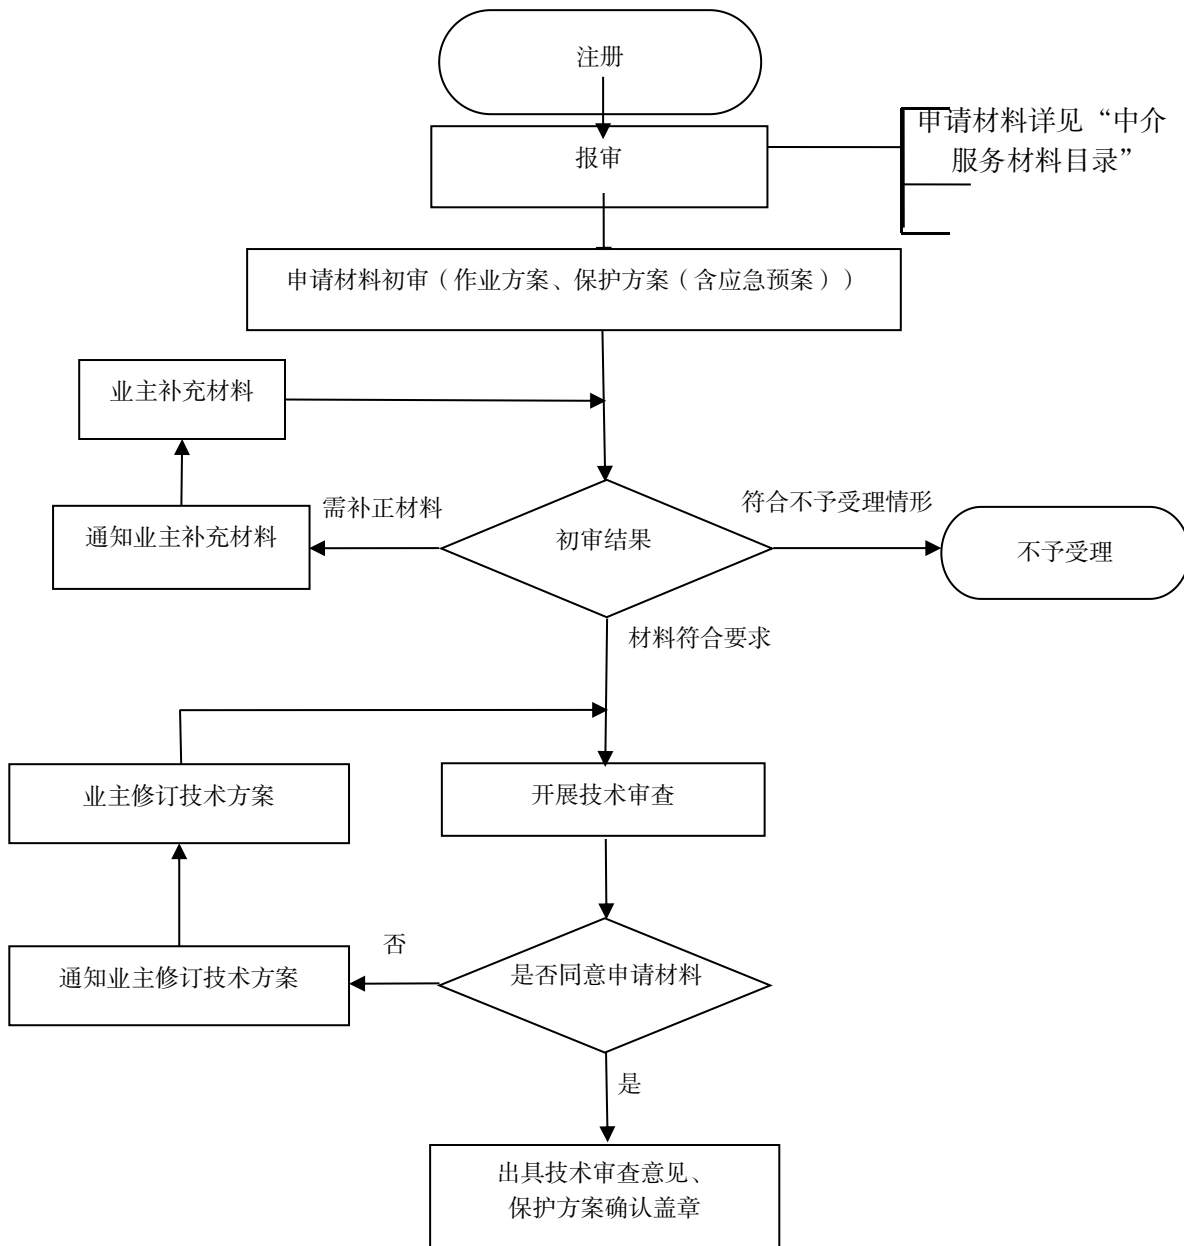 注册
报审
申请材料详见“中介
服务材料目录”
申请材料初审（作业方案、保护方案（含应急预案））
业主补充材料
需补正材料
符合不予受理情形
通知业主补充材料
初审结果
不予受理
材料符合要求
业主修订技术方案
开展技术审查
否
通知业主修订技术方案
是否同意申请材料
是
出具技术审查意见、
保护方案确认盖章